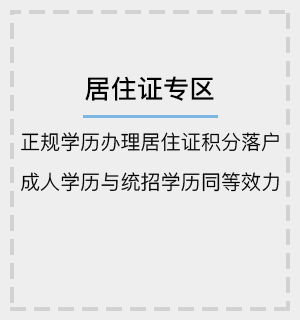 居住证专区
正规学历办理居住证积分落户
成人学历与统招学历同等效力